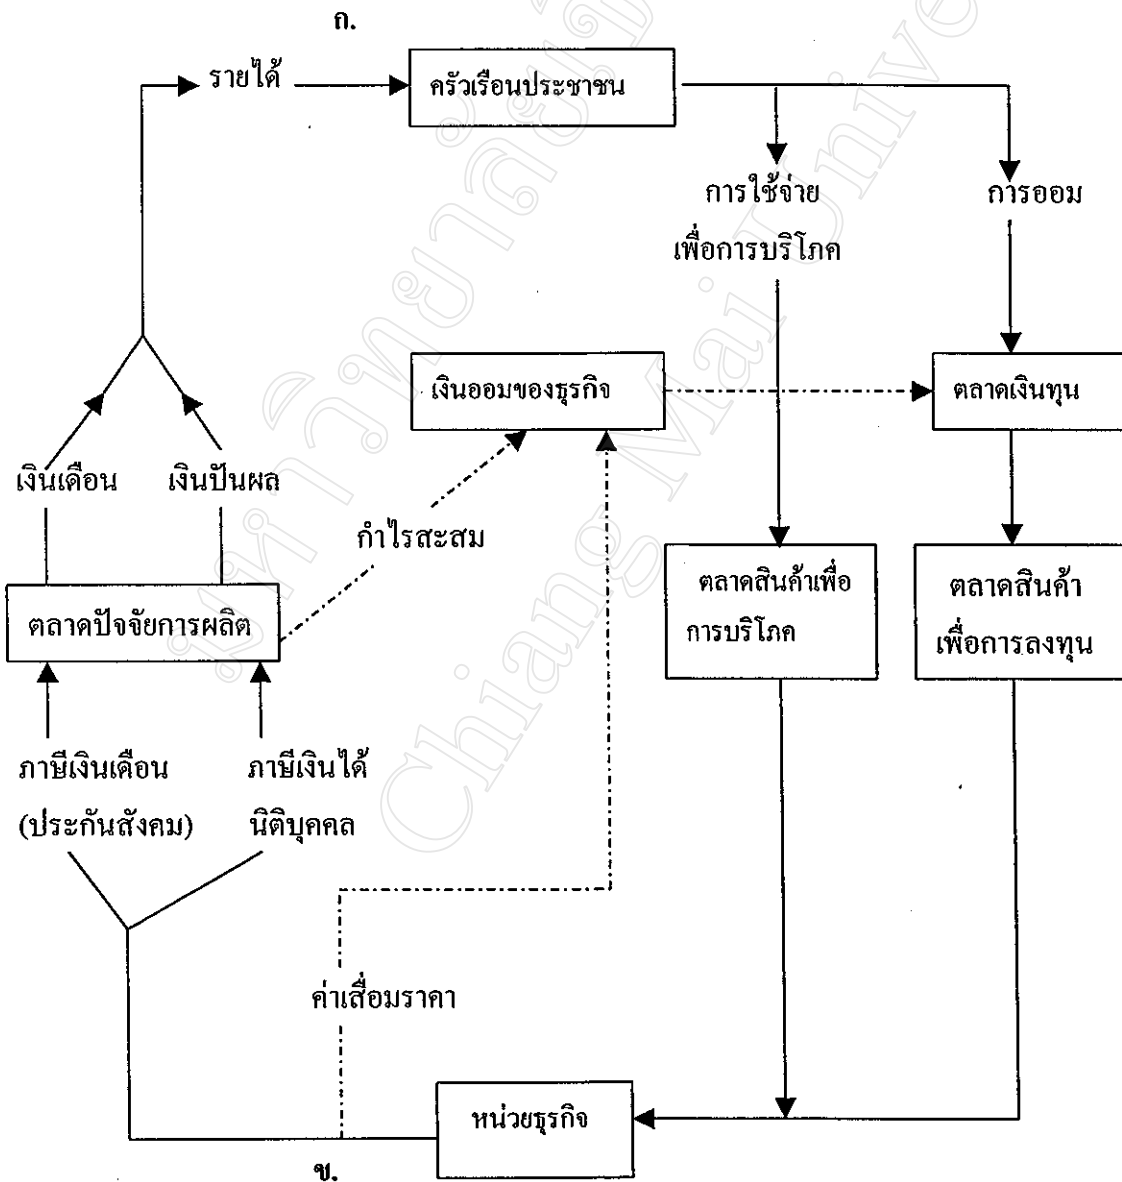 ก.
รายได้
ครัวเรือนประชาชน
การใช้จ่าย
เพื่อการบริโภค
การออม
เงินออมของธุรกิจ
ตลาดเงินทุน
เงินเดือน
เงินปันผล
กำไรสะสม
ตลาดปัจจัยการผลิต
ตลาดสินค้าเพื่อ
การบริโภค
ตลาดสินค้า
เพื่อการลงทุน
ภาษีเงินเดือน
(ประกันสังคม)
ภาษีเงินได้
นิติบุคคล
ค่าเสื่อมราคา
หน่วยธุรกิจ
ข.
Chiang Mai Unive